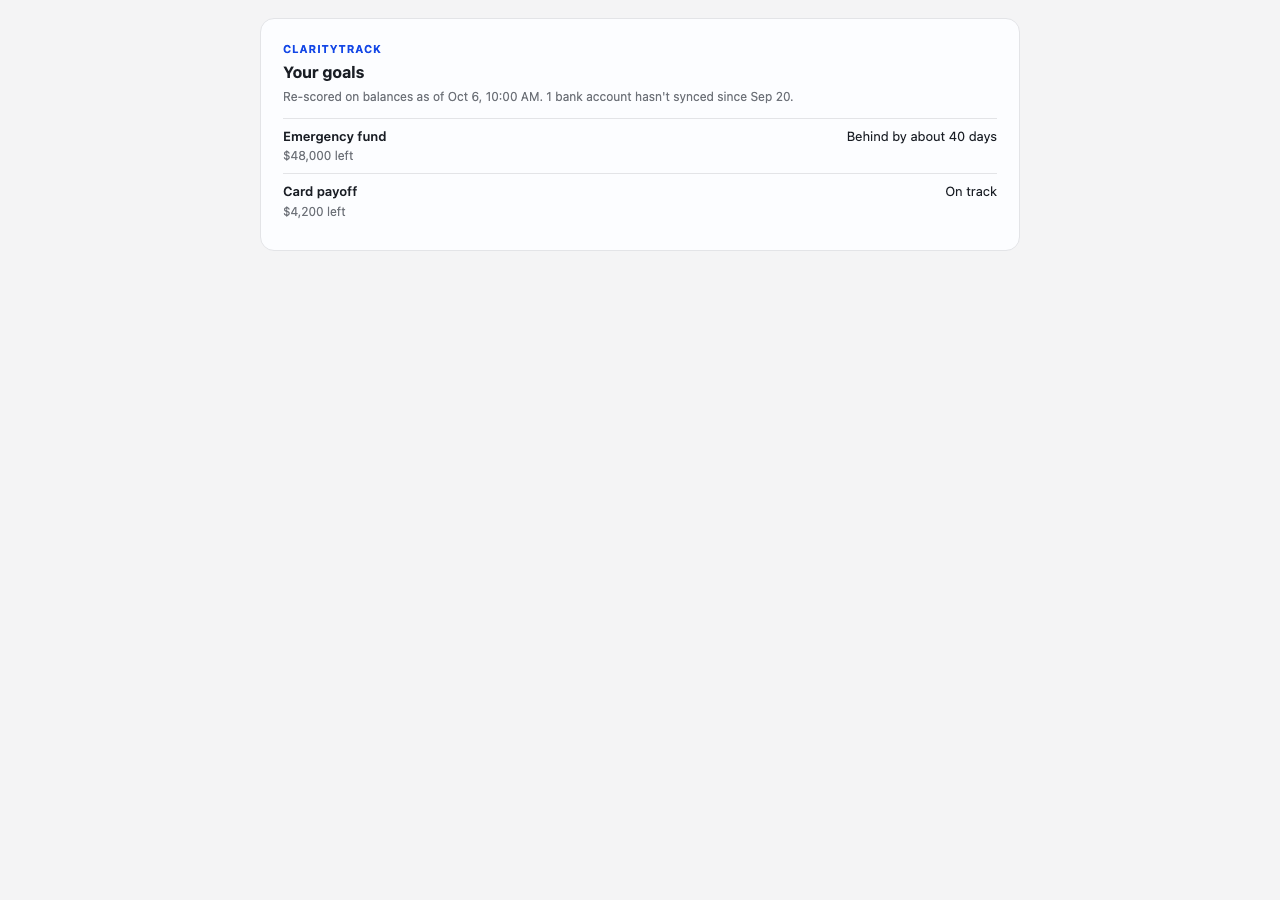 CLARITYTRACK
Your goals
Re-scored on balances as of Oct 6, 10:00 AM. 1 bank account hasn't synced since Sep 20.
Emergency fund
Behind by about 40 days
$48,000 left
Card payoff
On track
$4,200 left